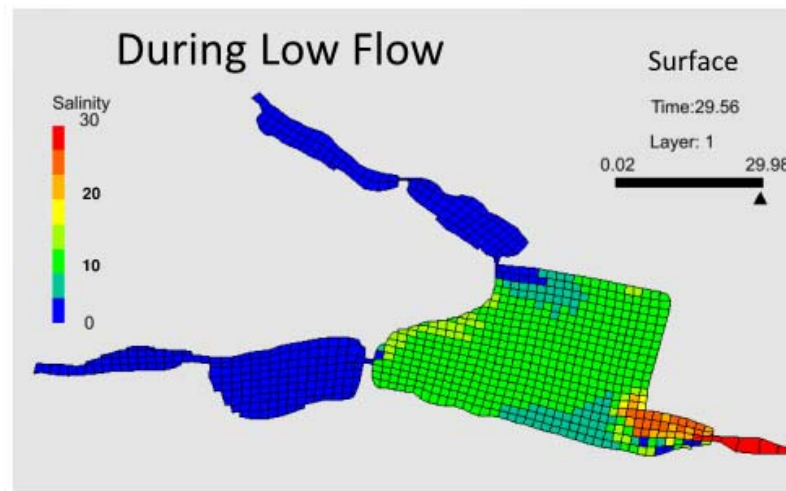 During Low Flow
Surface
Salinity
30
20
10
0
Time:29.56
Layer: 1
0.02 29.98